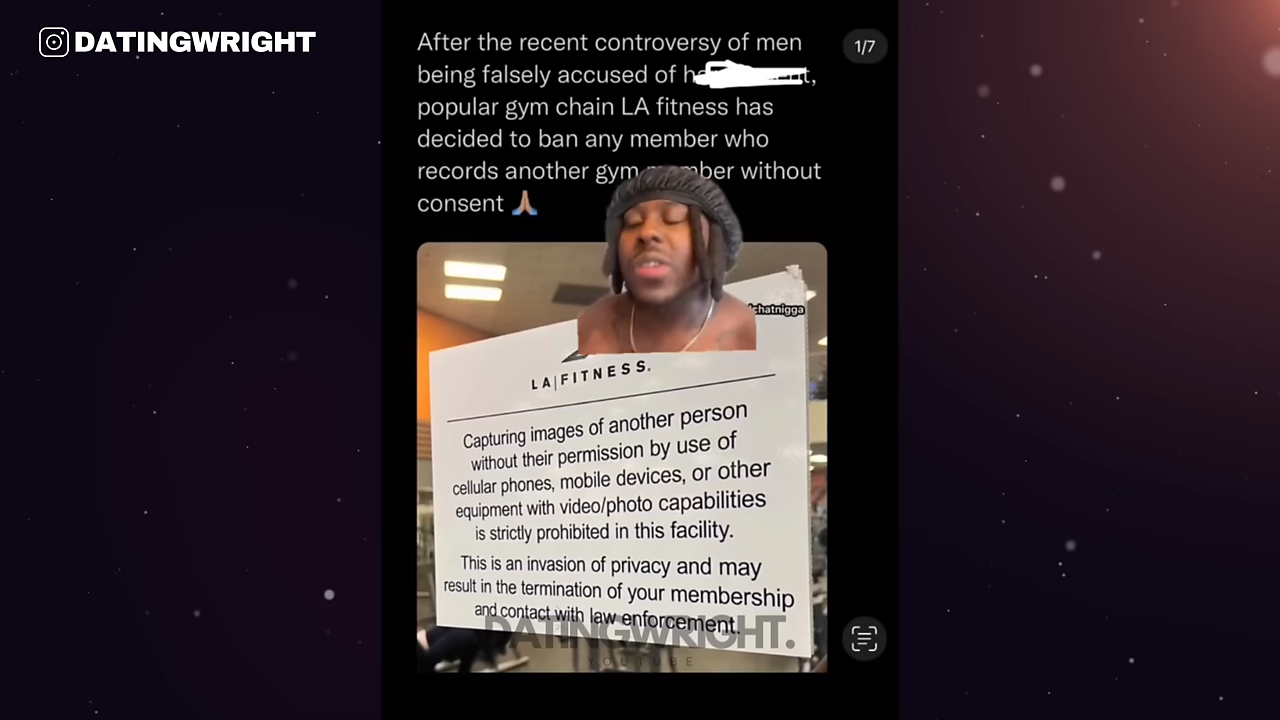 DATINGWRIGHT
After the recent controversy of men
being falsely accused of
popular gym chain LA fitness has
decided to ban any member who
records another gym member without
consent 🙏🏽
1/7
LA|FITNESS.
Capturing images of another person
without their permission by use of
cellular phones, mobile devices, or other
equipment with video/photo capabilities
is strictly prohibited in this facility.
This is an invasion of privacy and may
result in the termination of your membership
and contact with law enforcement.
DATINGWRIGHT.
YOUTUBE